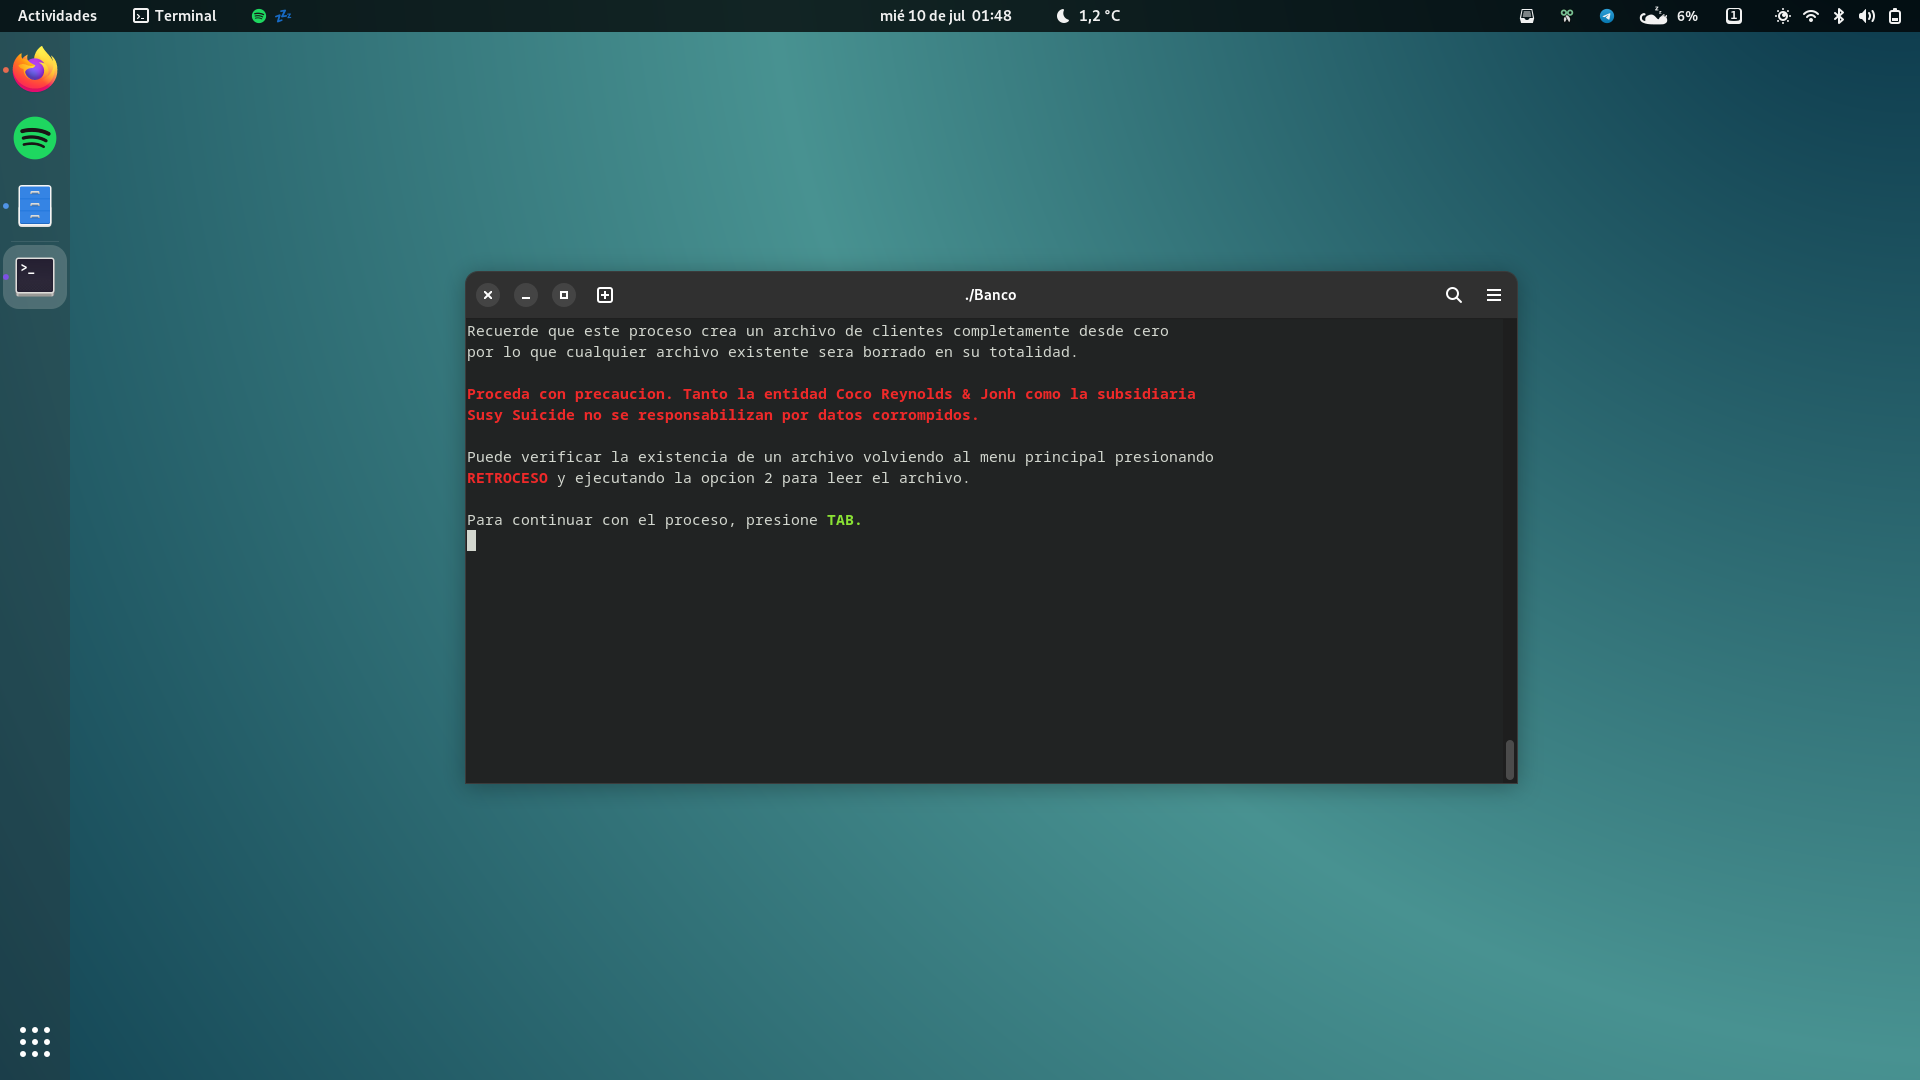 Actividades
Terminal
mié 10 de jul 01:48
1,2 °C
6%
1
./Banco
Recuerde que este proceso crea un archivo de clientes completamente desde cero
por lo que cualquier archivo existente sera borrado en su totalidad.
Proceda con precaucion. Tanto la entidad Coco Reynolds & Jonh como la subsidiaria
Susy Suicide no se responsabilizan por datos corrompidos.
Puede verificar la existencia de un archivo volviendo al menu principal presionando
RETROCESO y ejecutando la opcion 2 para leer el archivo.
Para continuar con el proceso, presione TAB.